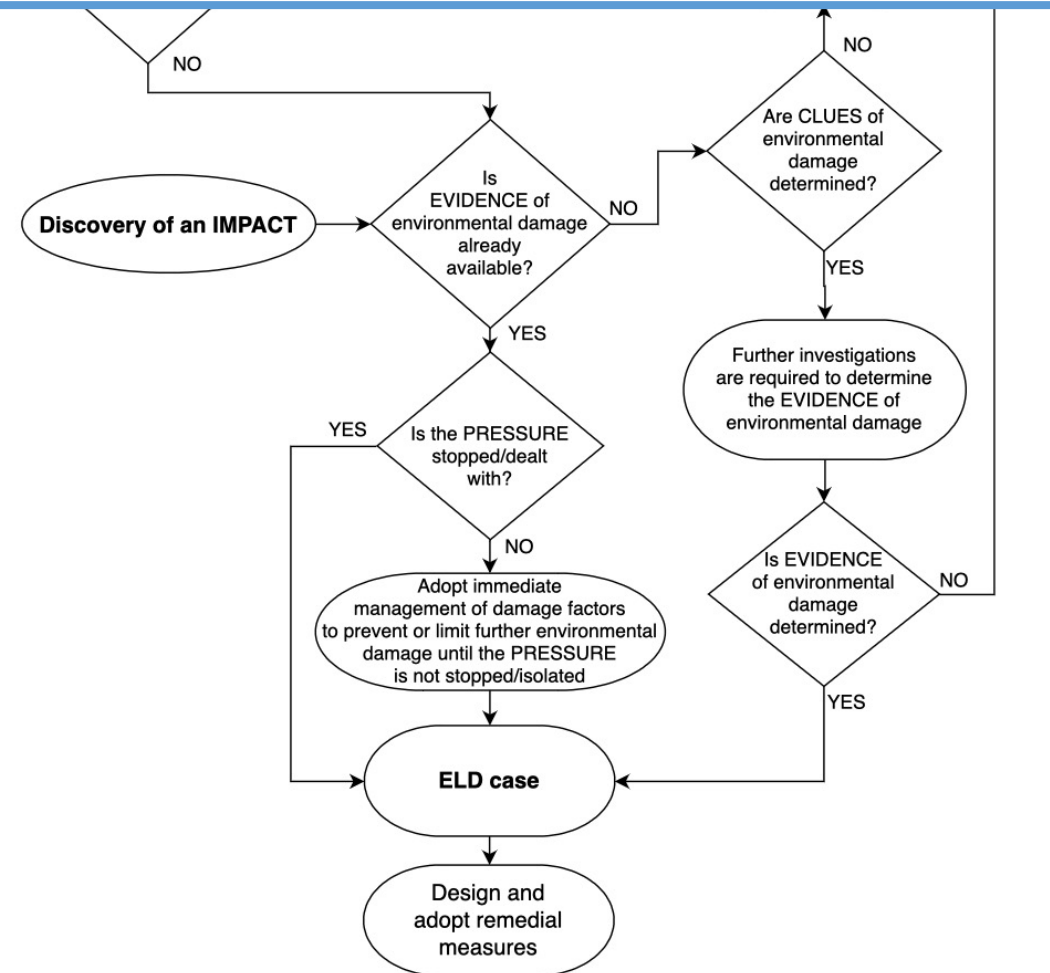 NO
NO
Are CLUES of
environmental
damage
determined?
Is
EVIDENCE of
environmental damage
already
available?
NO
Discovery of an IMPACT
YES
YES
Further investigations
are required to determine
the EVIDENCE of
environmental damage
YES
Is the PRESSURE
stopped/dealt
with?
NO
Is EVIDENCE
of environmental
damage
determined?
NO
Adopt immediate
management of damage factors
to prevent or limit further environmental
damage until the PRESSURE
is not stopped/isolated
YES
ELD case
Design and
adopt remedial
measures